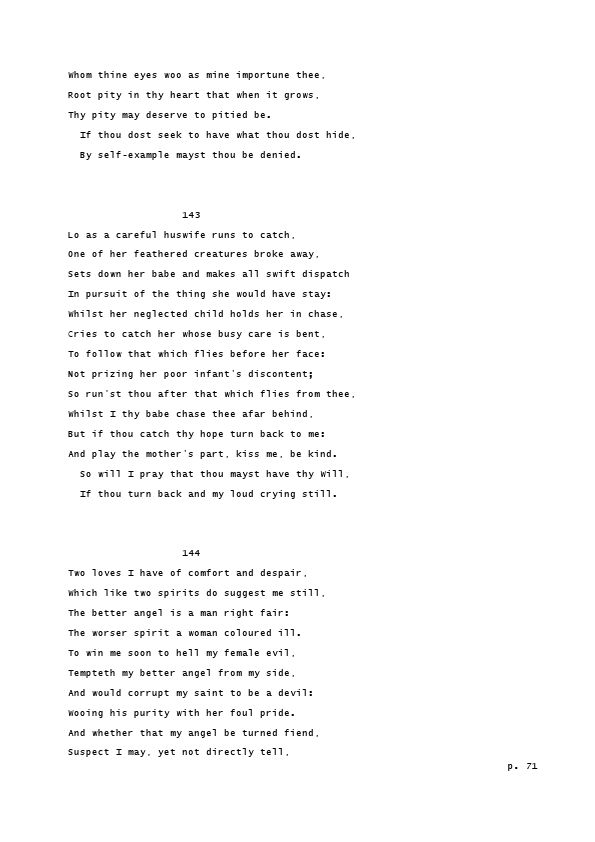 Whom thine eyes woo as mine importune thee,
Root pity in thy heart that when it grows,
Thy pity may deserve to pitied be.
  If thou dost seek to have what thou dost hide,
  By self-example mayst thou be denied.

                   143
Lo as a careful huswife runs to catch,
One of her feathered creatures broke away,
Sets down her babe and makes all swift dispatch
In pursuit of the thing she would have stay:
Whilst her neglected child holds her in chase,
Cries to catch her whose busy care is bent,
To follow that which flies before her face:
Not prizing her poor infant's discontent;
So run'st thou after that which flies from thee,
Whilst I thy babe chase thee afar behind,
But if thou catch thy hope turn back to me:
And play the mother's part, kiss me, be kind.
  So will I pray that thou mayst have thy Will,
  If thou turn back and my loud crying still.

                   144
Two loves I have of comfort and despair,
Which like two spirits do suggest me still,
The better angel is a man right fair:
The worser spirit a woman coloured ill.
To win me soon to hell my female evil,
Tempteth my better angel from my side,
And would corrupt my saint to be a devil:
Wooing his purity with her foul pride.
And whether that my angel be turned fiend,
Suspect I may, yet not directly tell,
p. 71